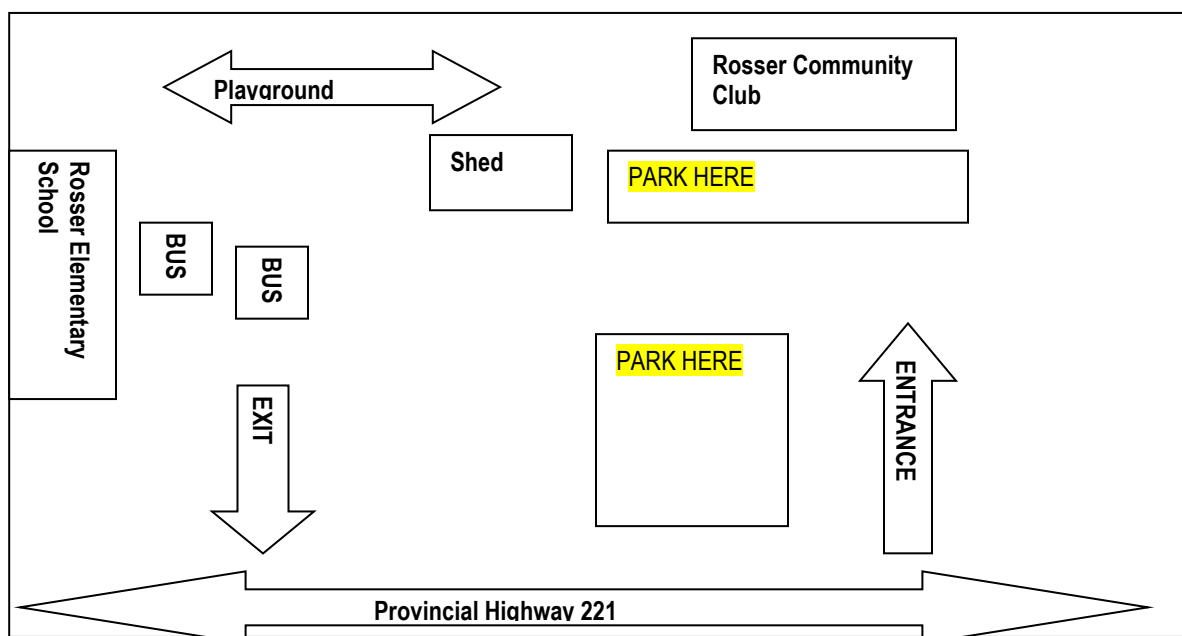 Playground
Rosser Community
Club
Shed
PARK HERE
Rosser Elementary
School
BUS
BUS
PARK HERE
EXIT
ENTRANCE
Provincial Highway 221